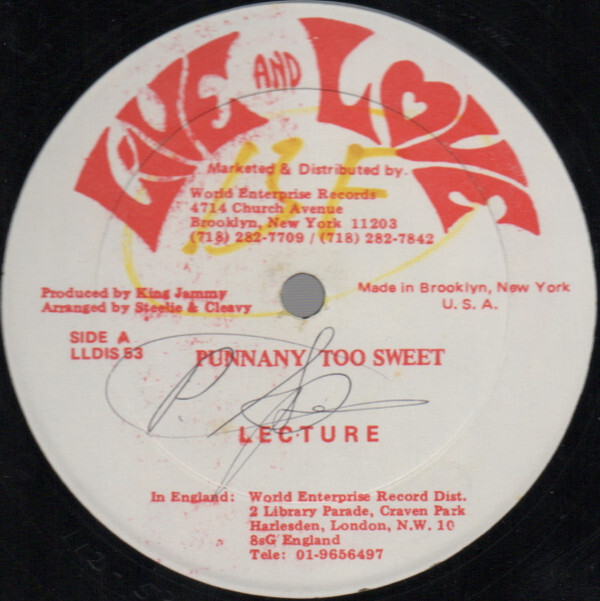 LIVE AND LOVE
Marketed & Distributed by.
World Enterprise Records
4714 Church Avenue
Brooklyn, New York 11203
(718) 282-7709 / (718) 282-7842
Produced by King Jammy
Arranged by Steelie & Cleavy
Made in Brooklyn, New York
U. S. A.
SIDE A
LLDIS 53
PUNNANY TOO SWEET
LECTURE
In England: World Enterprise Record Dist.
2 Library Parade, Craven Park
Harlesden, London, N.W. 10
8sG England
Tele: 01-9656497